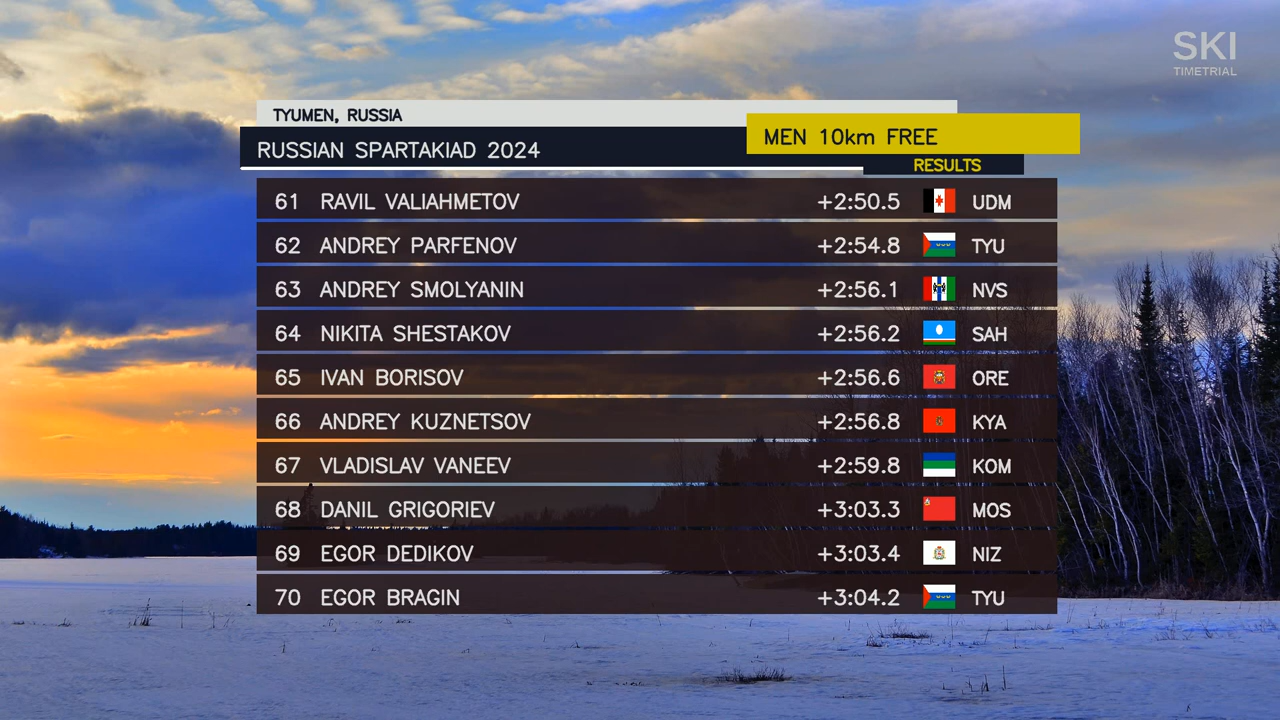 SKI
TIMETRIAL
TYUMEN, RUSSIA
MEN 10km FREE
RUSSIAN SPARTAKIAD 2024
RESULTS
61 RAVIL VALIAHMETOV +2:50.5 UDM
62 ANDREY PARFENOV +2:54.8 TYU
63 ANDREY SMOLYANIN +2:56.1 NVS
64 NIKITA SHESTAKOV +2:56.2 SAH
65 IVAN BORISOV +2:56.6 ORE
66 ANDREY KUZNETSOV +2:56.8 KYA
67 VLADISLAV VANEEV +2:59.8 KOM
68 DANIL GRIGORIEV +3:03.3 MOS
69 EGOR DEDIKOV +3:03.4 NIZ
70 EGOR BRAGIN +3:04.2 TYU